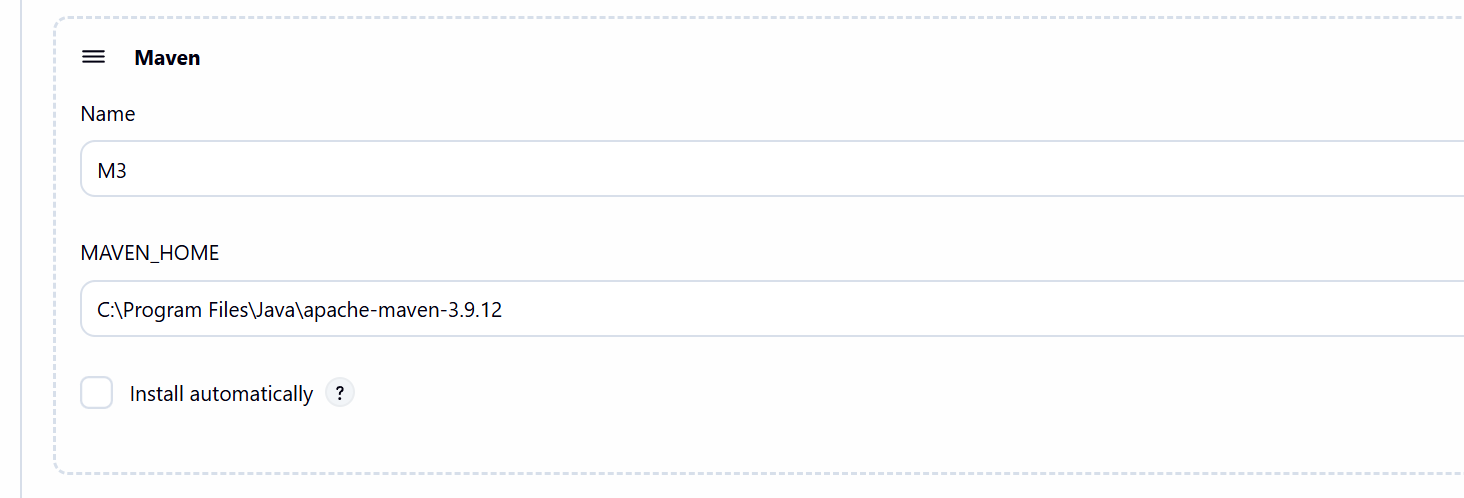 Maven
Name
M3
MAVEN_HOME
C:\Program Files\Java\apache-maven-3.9.12
Install automatically ?